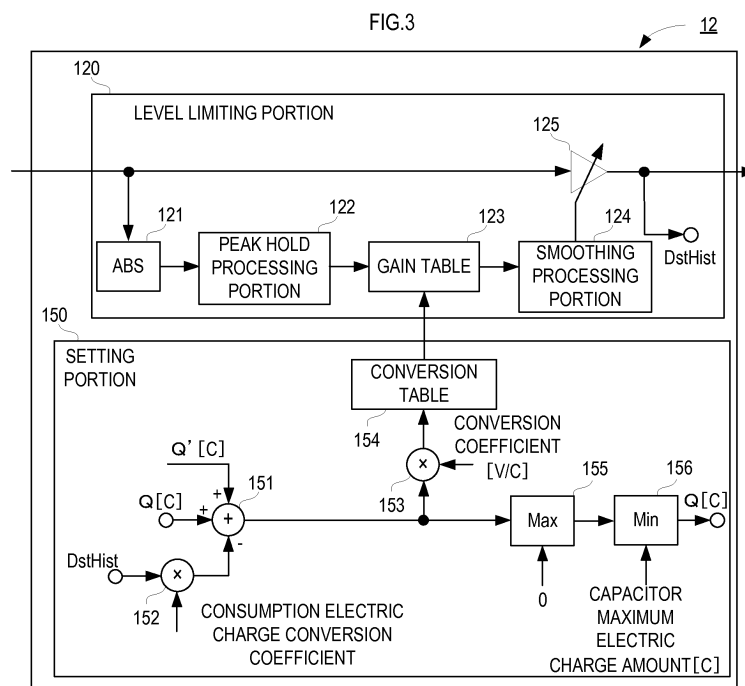 FIG.3
12
120
LEVEL LIMITING PORTION
125
121
ABS
122
PEAK HOLD
PROCESSING
PORTION
123
GAIN TABLE
124
SMOOTHING
PROCESSING
PORTION
DstHist
150
SETTING
PORTION
CONVERSION
TABLE
154
CONVERSION
COEFFICIENT
[V/C]
153
×
Q'[C]
+
151
Q[C]
+
+
-
DstHist
×
152
CONSUMPTION ELECTRIC
CHARGE CONVERSION
COEFFICIENT
155
Max
0
156
Min
Q[C]
CAPACITOR
MAXIMUM
ELECTRIC
CHARGE AMOUNT[C]